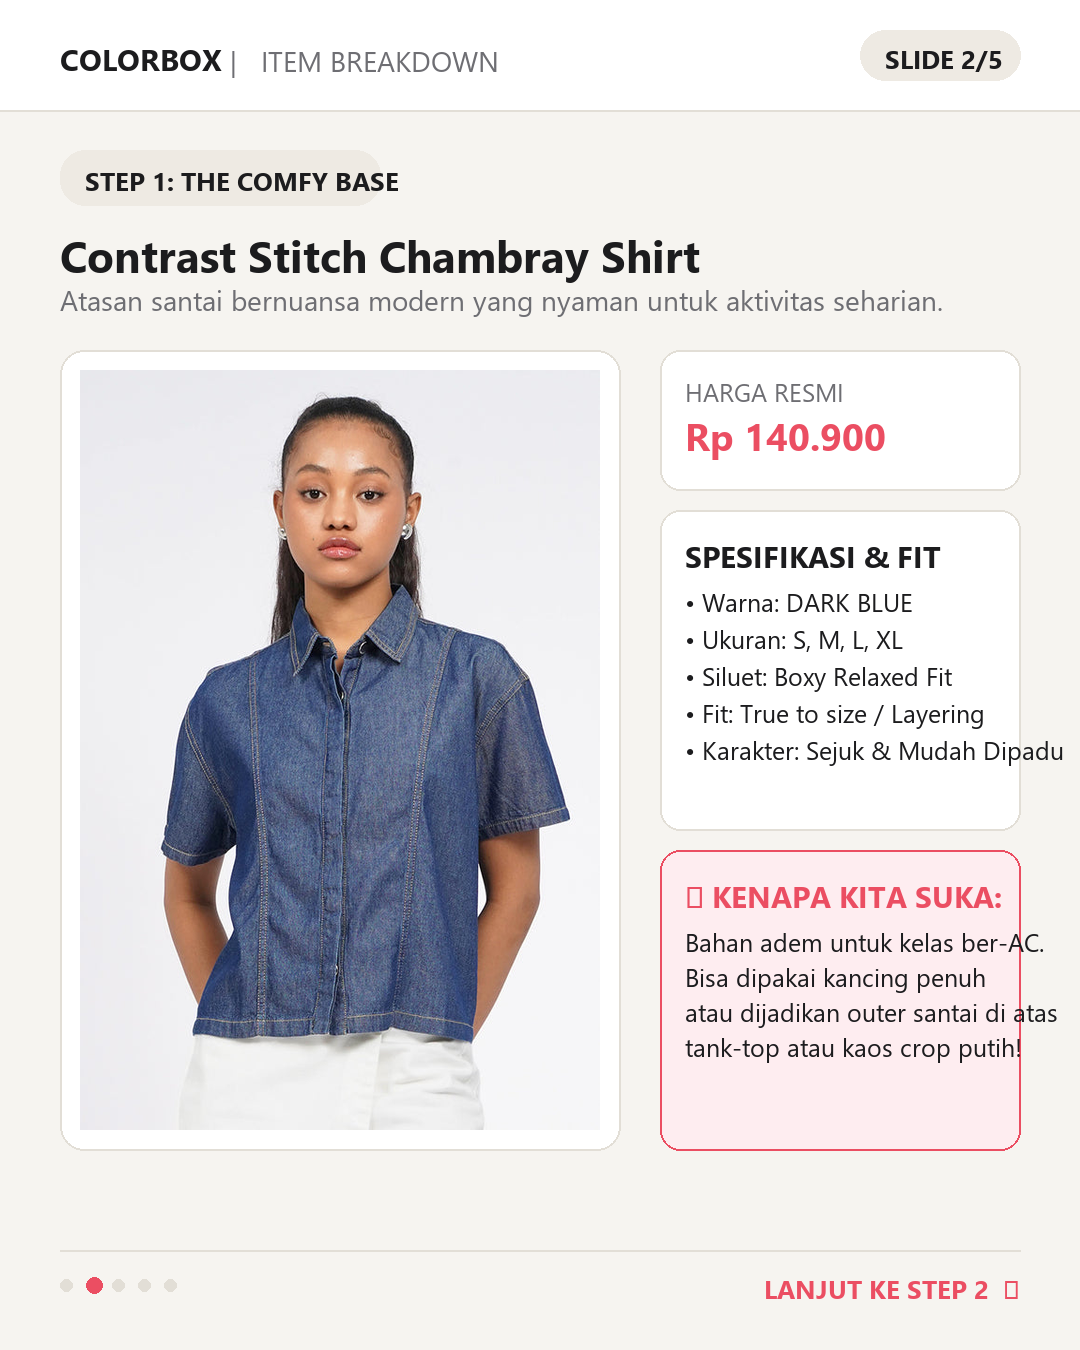 COLORBOX | ITEM BREAKDOWN
SLIDE 2/5
STEP 1: THE COMFY BASE
Contrast Stitch Chambray Shirt
Atasan santai bernuansa modern yang nyaman untuk aktivitas seharian.
HARGA RESMI
Rp 140.900
SPESIFIKASI & FIT
• Warna: DARK BLUE
• Ukuran: S, M, L, XL
• Siluet: Boxy Relaxed Fit
• Fit: True to size / Layering
• Karakter: Sejuk & Mudah Dipadu
KENAPA KITA SUKA:
Bahan adem untuk kelas ber-AC.
Bisa dipakai kancing penuh
atau dijadikan outer santai di atas
tank-top atau kaos crop putih!
LANJUT KE STEP 2